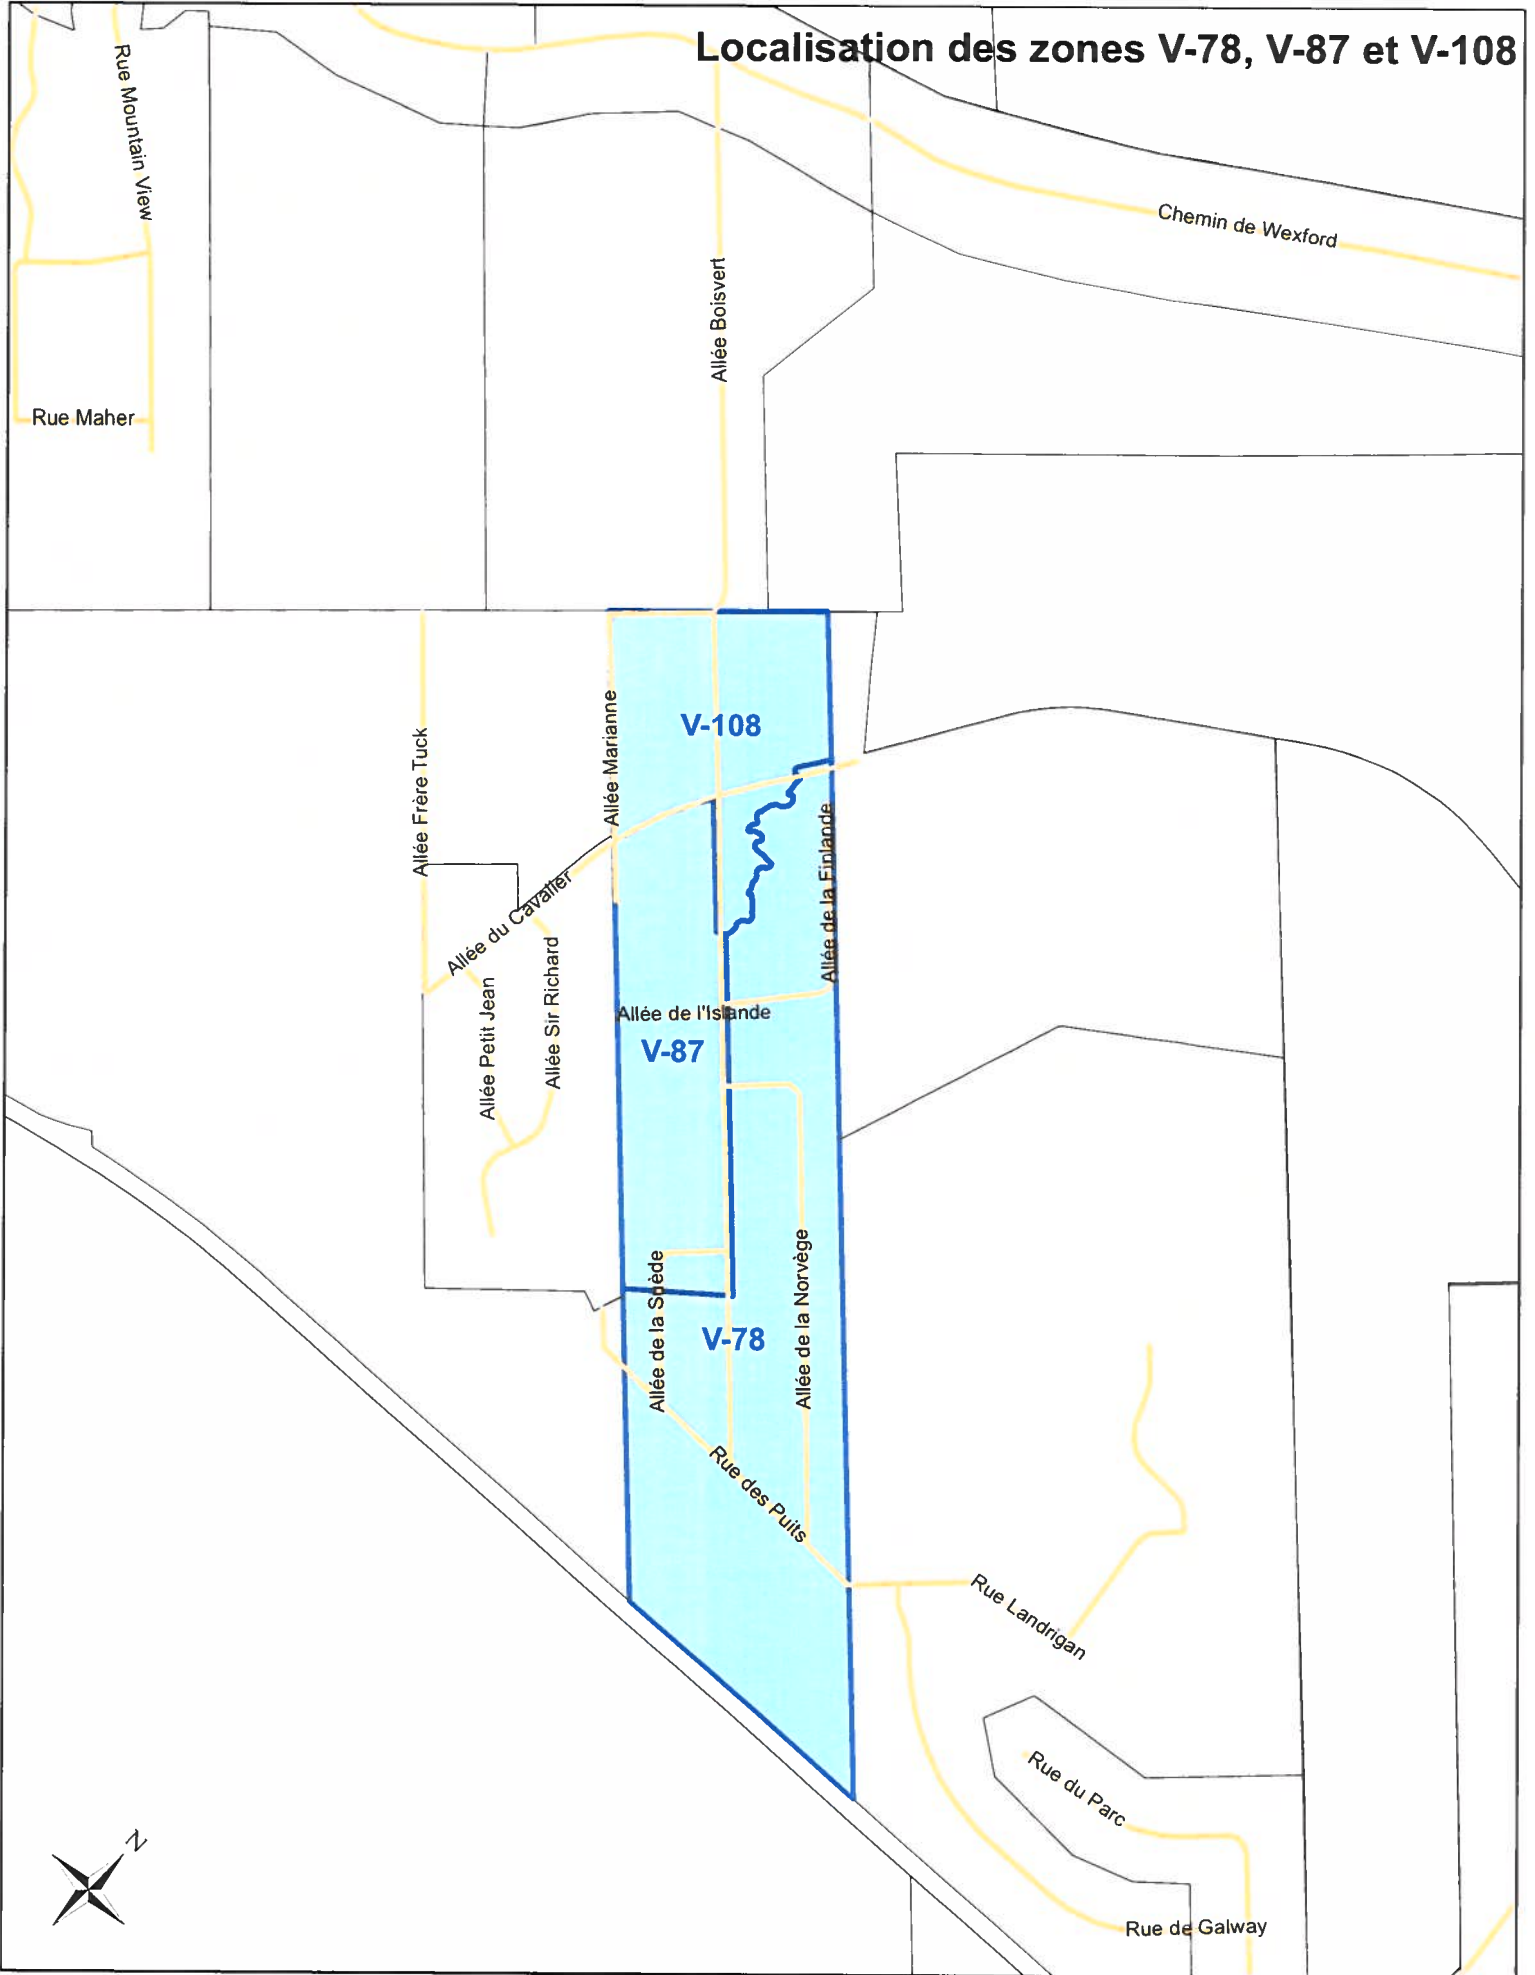 Localisation des zones V-78, V-87 et V-108
Rue Mountain View
Chemin de Wexford
Allée Boisvert
Rue Maher
V-108
Allée Marianne
Allée Frère Tuck
Allée de la Finlande
Allée du Cavalier
Allée Sir Richard
Allée Petit Jean
Allée de l'Islande
V-87
Allée de la Suède
Allée de la Norvège
V-78
Rue des Puits
Rue Landrigan
Rue du Parc
N
Rue de Galway